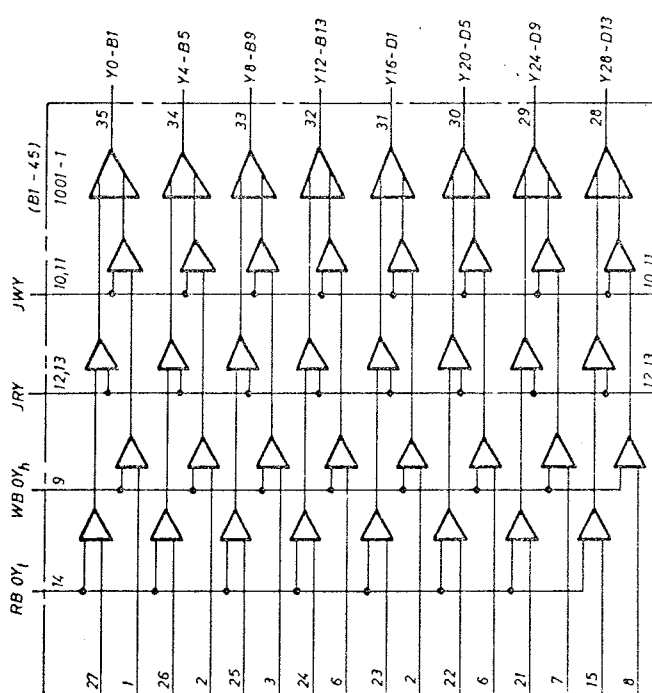 Y0-B1
Y4-B5
Y8-B9
Y12-B13
Y16-D1
Y20-D5
Y24-D9
Y28-D13
35
34
33
32
31
30
29
28
(B1-45)
1001-1
JWY
10,11
10,11
JRY
12,13
12,13
WB 0Yh
9
RB 0Yl
14
27
1
26
2
25
3
24
6
23
2
22
6
21
7
15
8